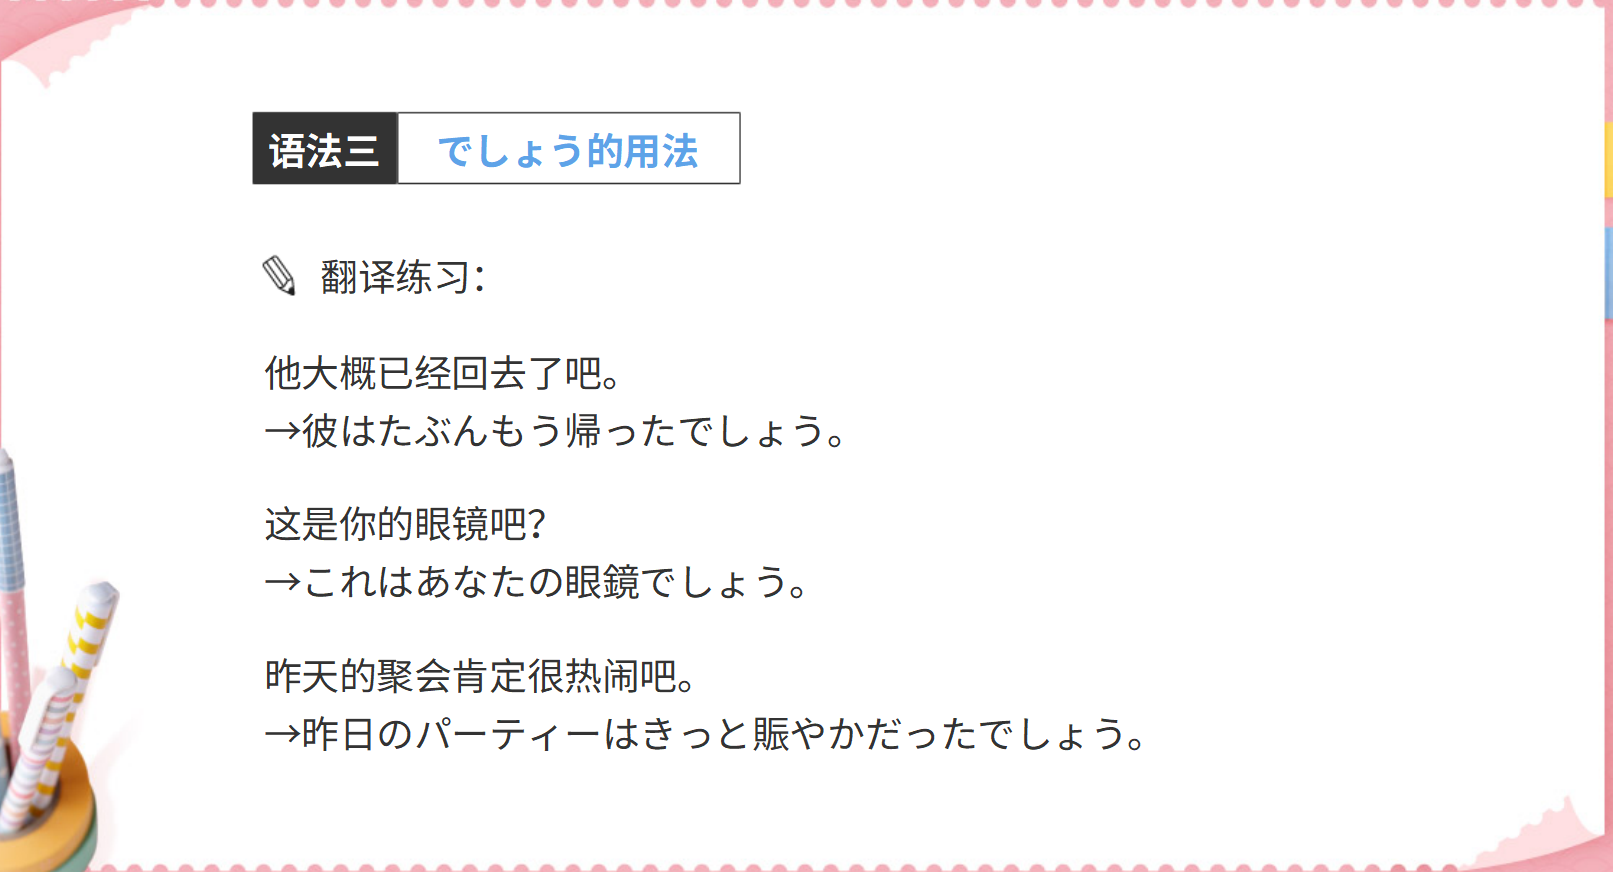 语法三 でしょう的用法
翻译练习：
他大概已经回去了吧。
→彼はたぶんもう帰ったでしょう。
这是你的眼镜吧？
→これはあなたの眼鏡でしょう。
昨天的聚会肯定很热闹吧。
→昨日のパーティーはきっと賑やかだったでしょう。